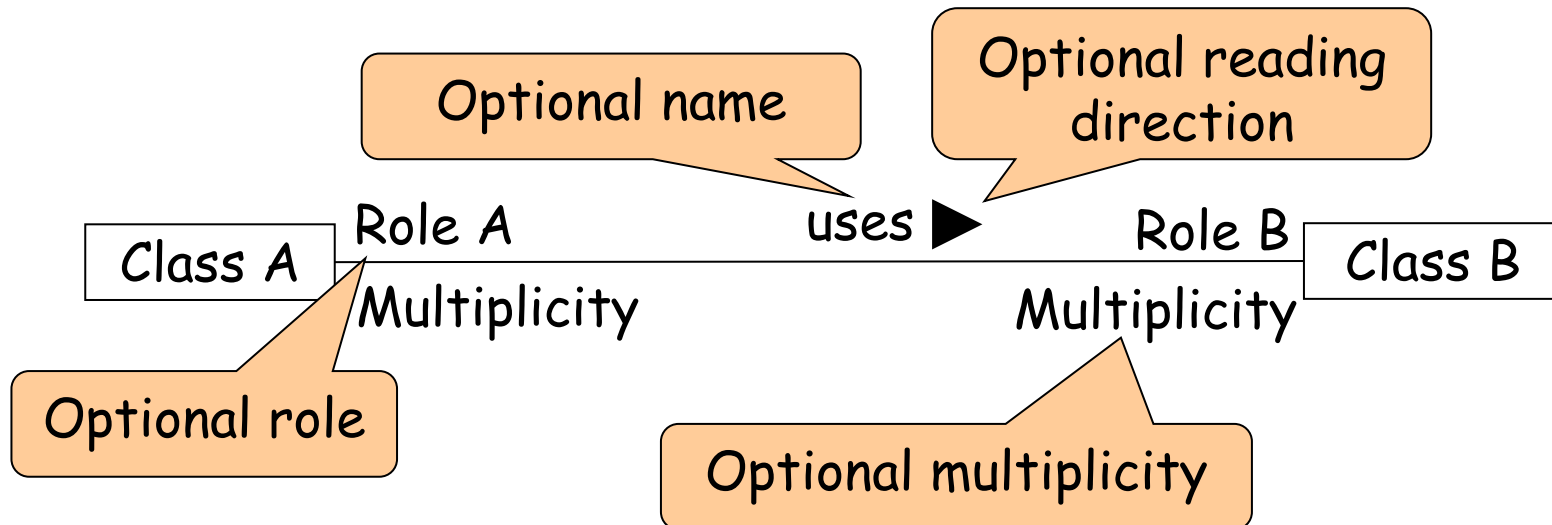 Optional name
Optional reading
direction
Role A
uses
Role B
Class A
Class B
Multiplicity
Multiplicity
Optional role
Optional multiplicity